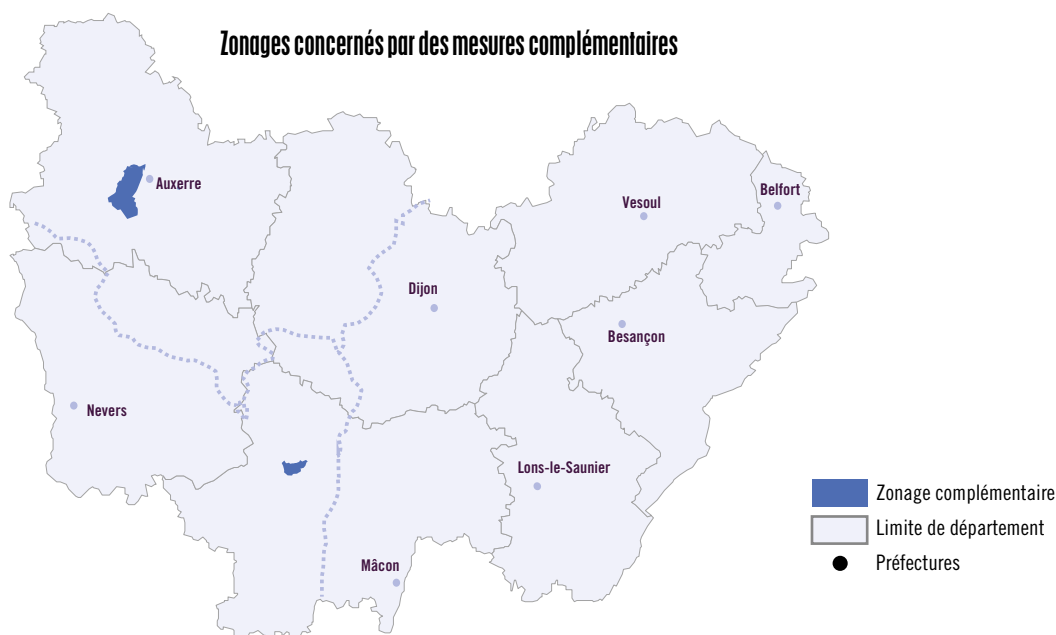 Zonages concernés par des mesures complémentaires
Auxerre
Belfort
Vesoul
Dijon
Besançon
Nevers
Lons-le-Saunier
Mâcon
Zonage complémentaire
Limite de département
Préfectures